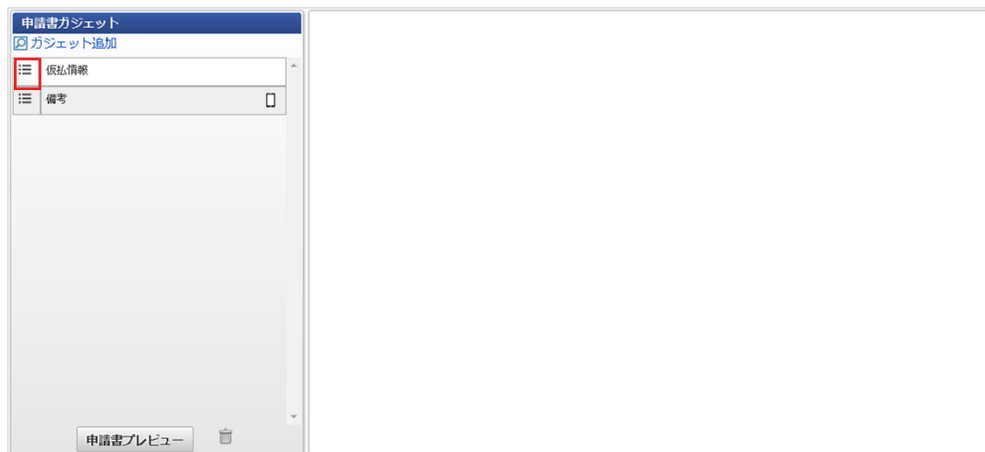 申請書ガジェット
ガジェット追加
仮払情報
備考
申請書プレビュー